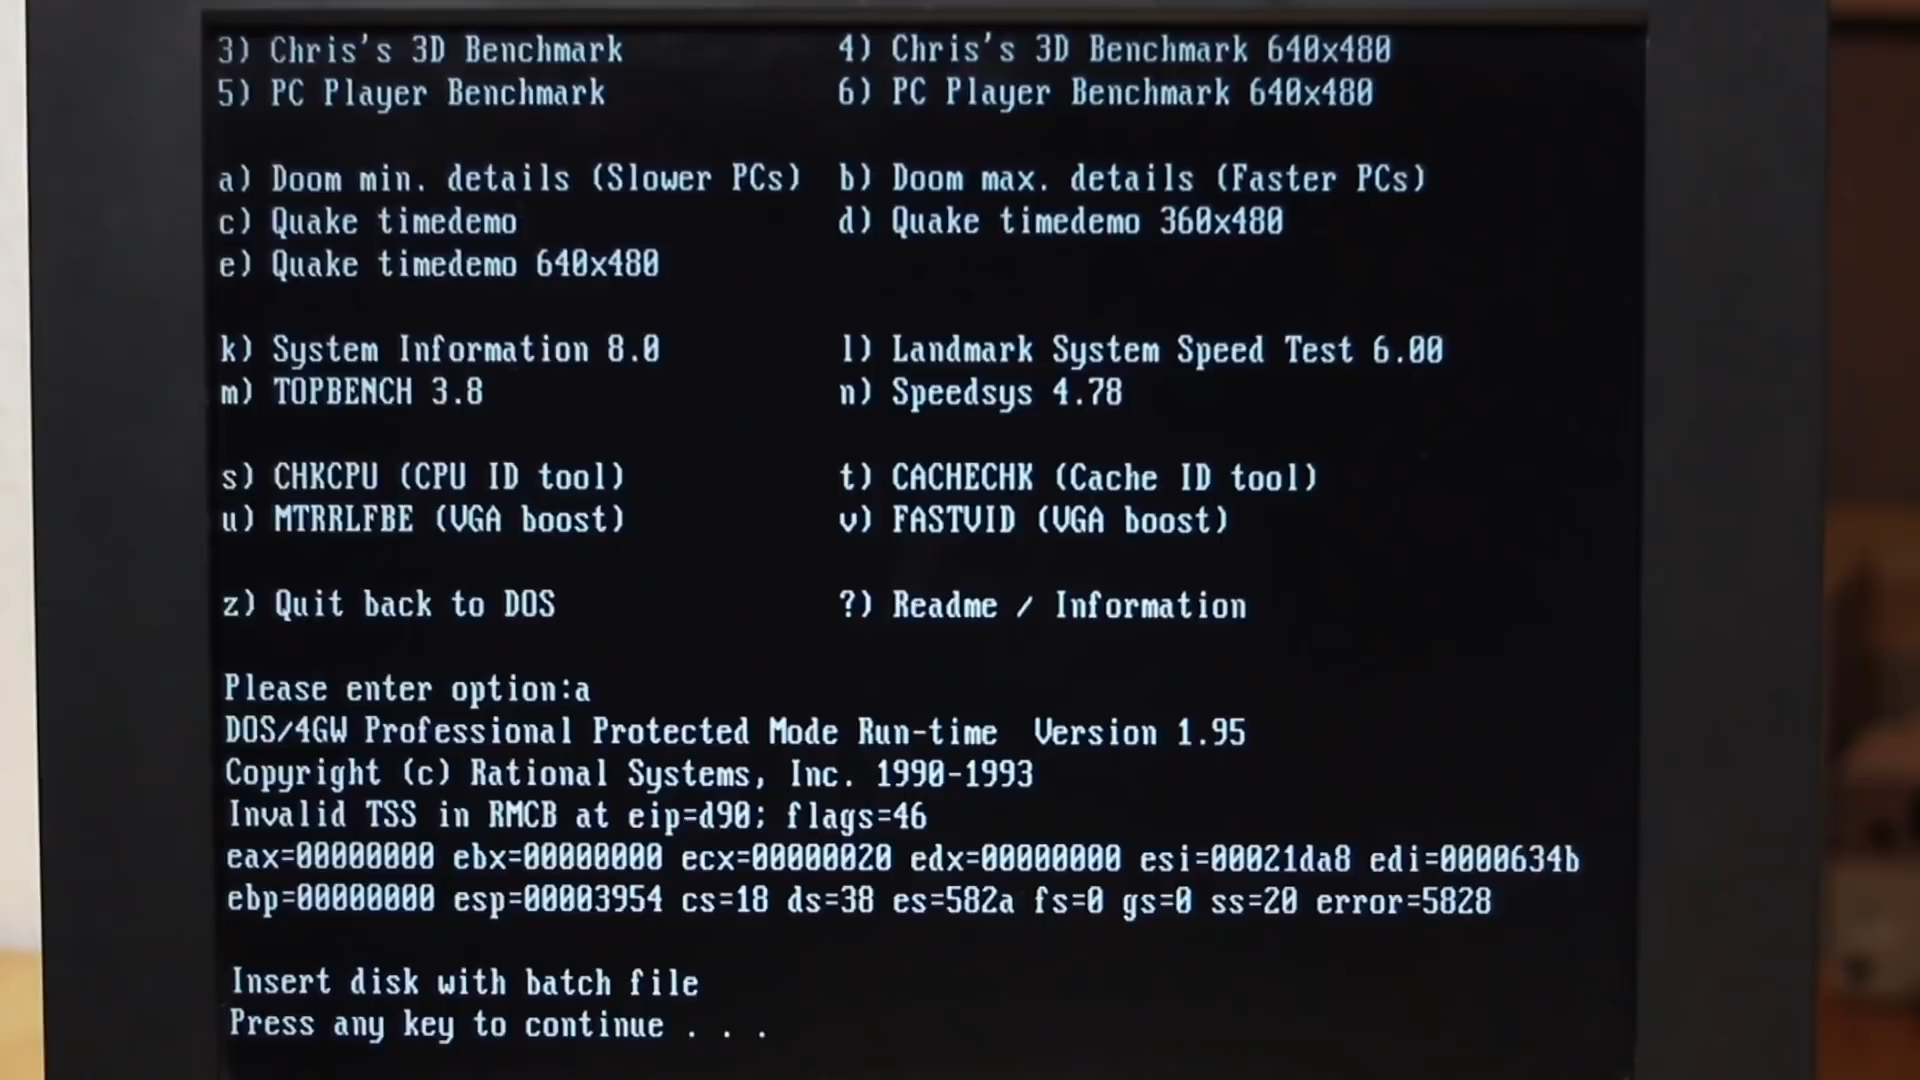 3) Chris's 3D Benchmark 4) Chris's 3D Benchmark 640x480
5) PC Player Benchmark 6) PC Player Benchmark 640x480
a) Doom min. details (Slower PCs) b) Doom max. details (Faster PCs)
c) Quake timedemo d) Quake timedemo 360x480
e) Quake timedemo 640x480
k) System Information 8.0 l) Landmark System Speed Test 6.00
m) TOPBENCH 3.8 n) Speedsys 4.78
s) CHKCPU (CPU ID tool) t) CACHECHK (Cache ID tool)
u) MTRRLFBE (VGA boost) v) FASTVID (VGA boost)
z) Quit back to DOS ?) Readme / Information
Please enter option:a
DOS/4GW Professional Protected Mode Run-time Version 1.95
Copyright (c) Rational Systems, Inc. 1990-1993
Invalid TSS in RMCB at eip=d90; flags=46
eax=00000000 ebx=00000000 ecx=00000020 edx=00000000 esi=00021da8 edi=0000634b
ebp=00000000 esp=00003954 cs=18 ds=38 es=582a fs=0 gs=0 ss=20 error=5828
Insert disk with batch file
Press any key to continue . . .